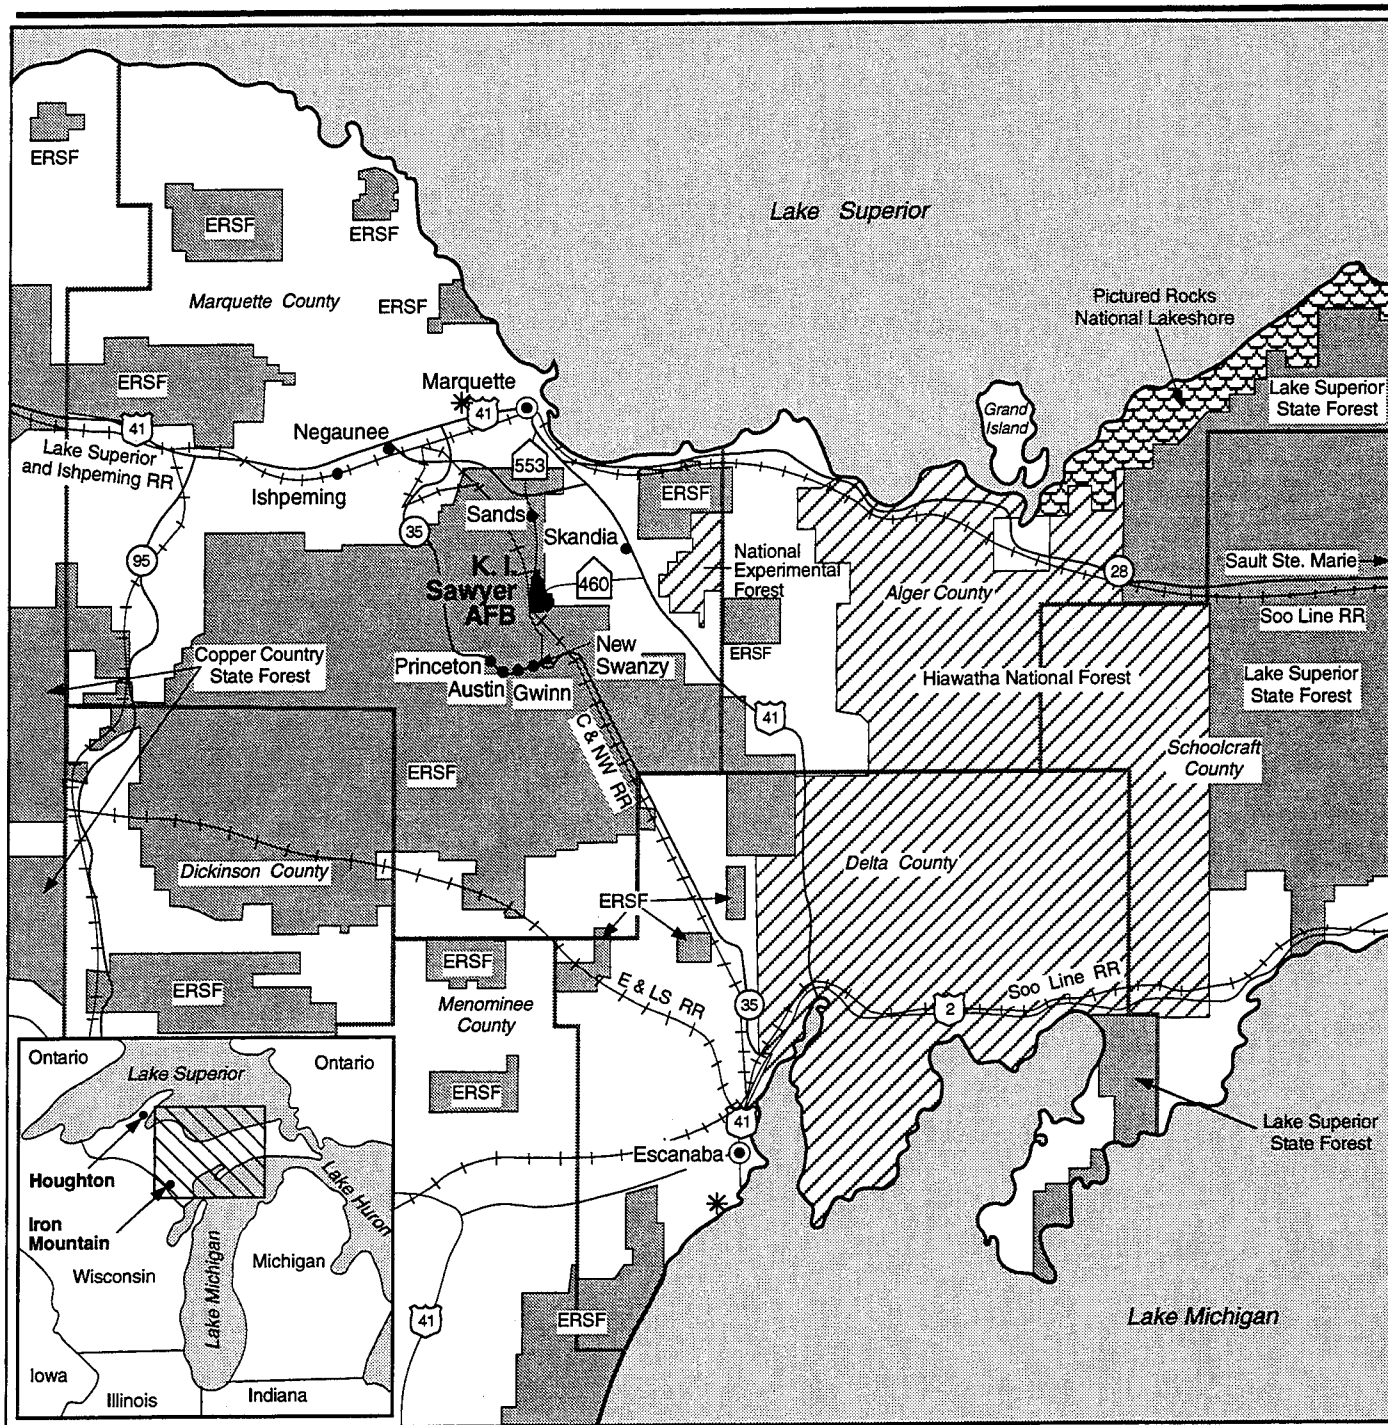 Lake Superior
ERSF
ERSF
ERSF
Marquette County
ERSF
Pictured Rocks
National Lakeshore
ERSF
Marquette
41
Lake Superior
State Forest
Grand
Island
41
Negaunee
Lake Superior
and Ishpeming RR
553
Ishpeming
ERSF
Sands
35
Skandia
National
Experimental
Forest
95
K. I.
Sawyer
AFB
460
Alger County
28
Sault Ste. Marie
Soo Line RR
ERSF
New
Swanzy
Copper Country
State Forest
Princeton
Austin
Gwinn
Hiawatha National Forest
Lake Superior
State Forest
41
C & NW RR
Schoolcraft
County
ERSF
Delta County
Dickinson County
ERSF
ERSF
ERSF
Menominee
County
E & LS RR
35
Soo Line RR
2
ERSF
41
Escanaba
Lake Superior
State Forest
ERSF
41
Lake Michigan
Ontario
Ontario
Lake Superior
Houghton
Lake Huron
Iron
Mountain
Wisconsin
Michigan
Lake Michigan
Iowa
Illinois
Indiana